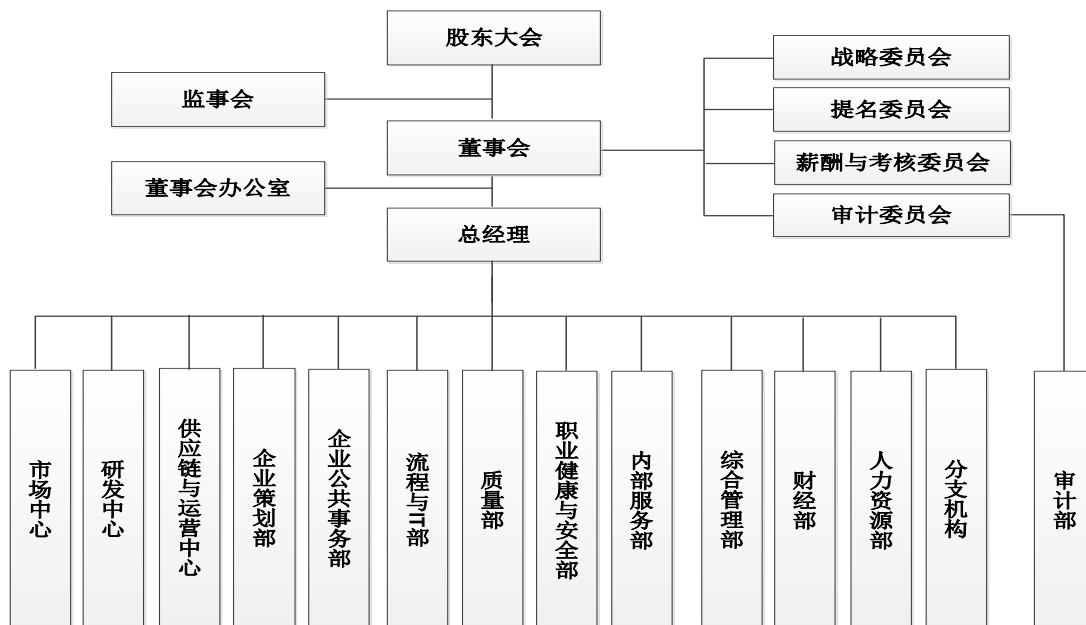 股东大会
监事会
董事会
董事会办公室
总经理
战略委员会
提名委员会
薪酬与考核委员会
审计委员会
市场中心
研发中心
供应链与运营中心
企业策划部
企业公共事务部
流程与IT部
质量部
职业健康与安全部
内部服务部
综合管理部
财经部
人力资源部
分支机构
审计部